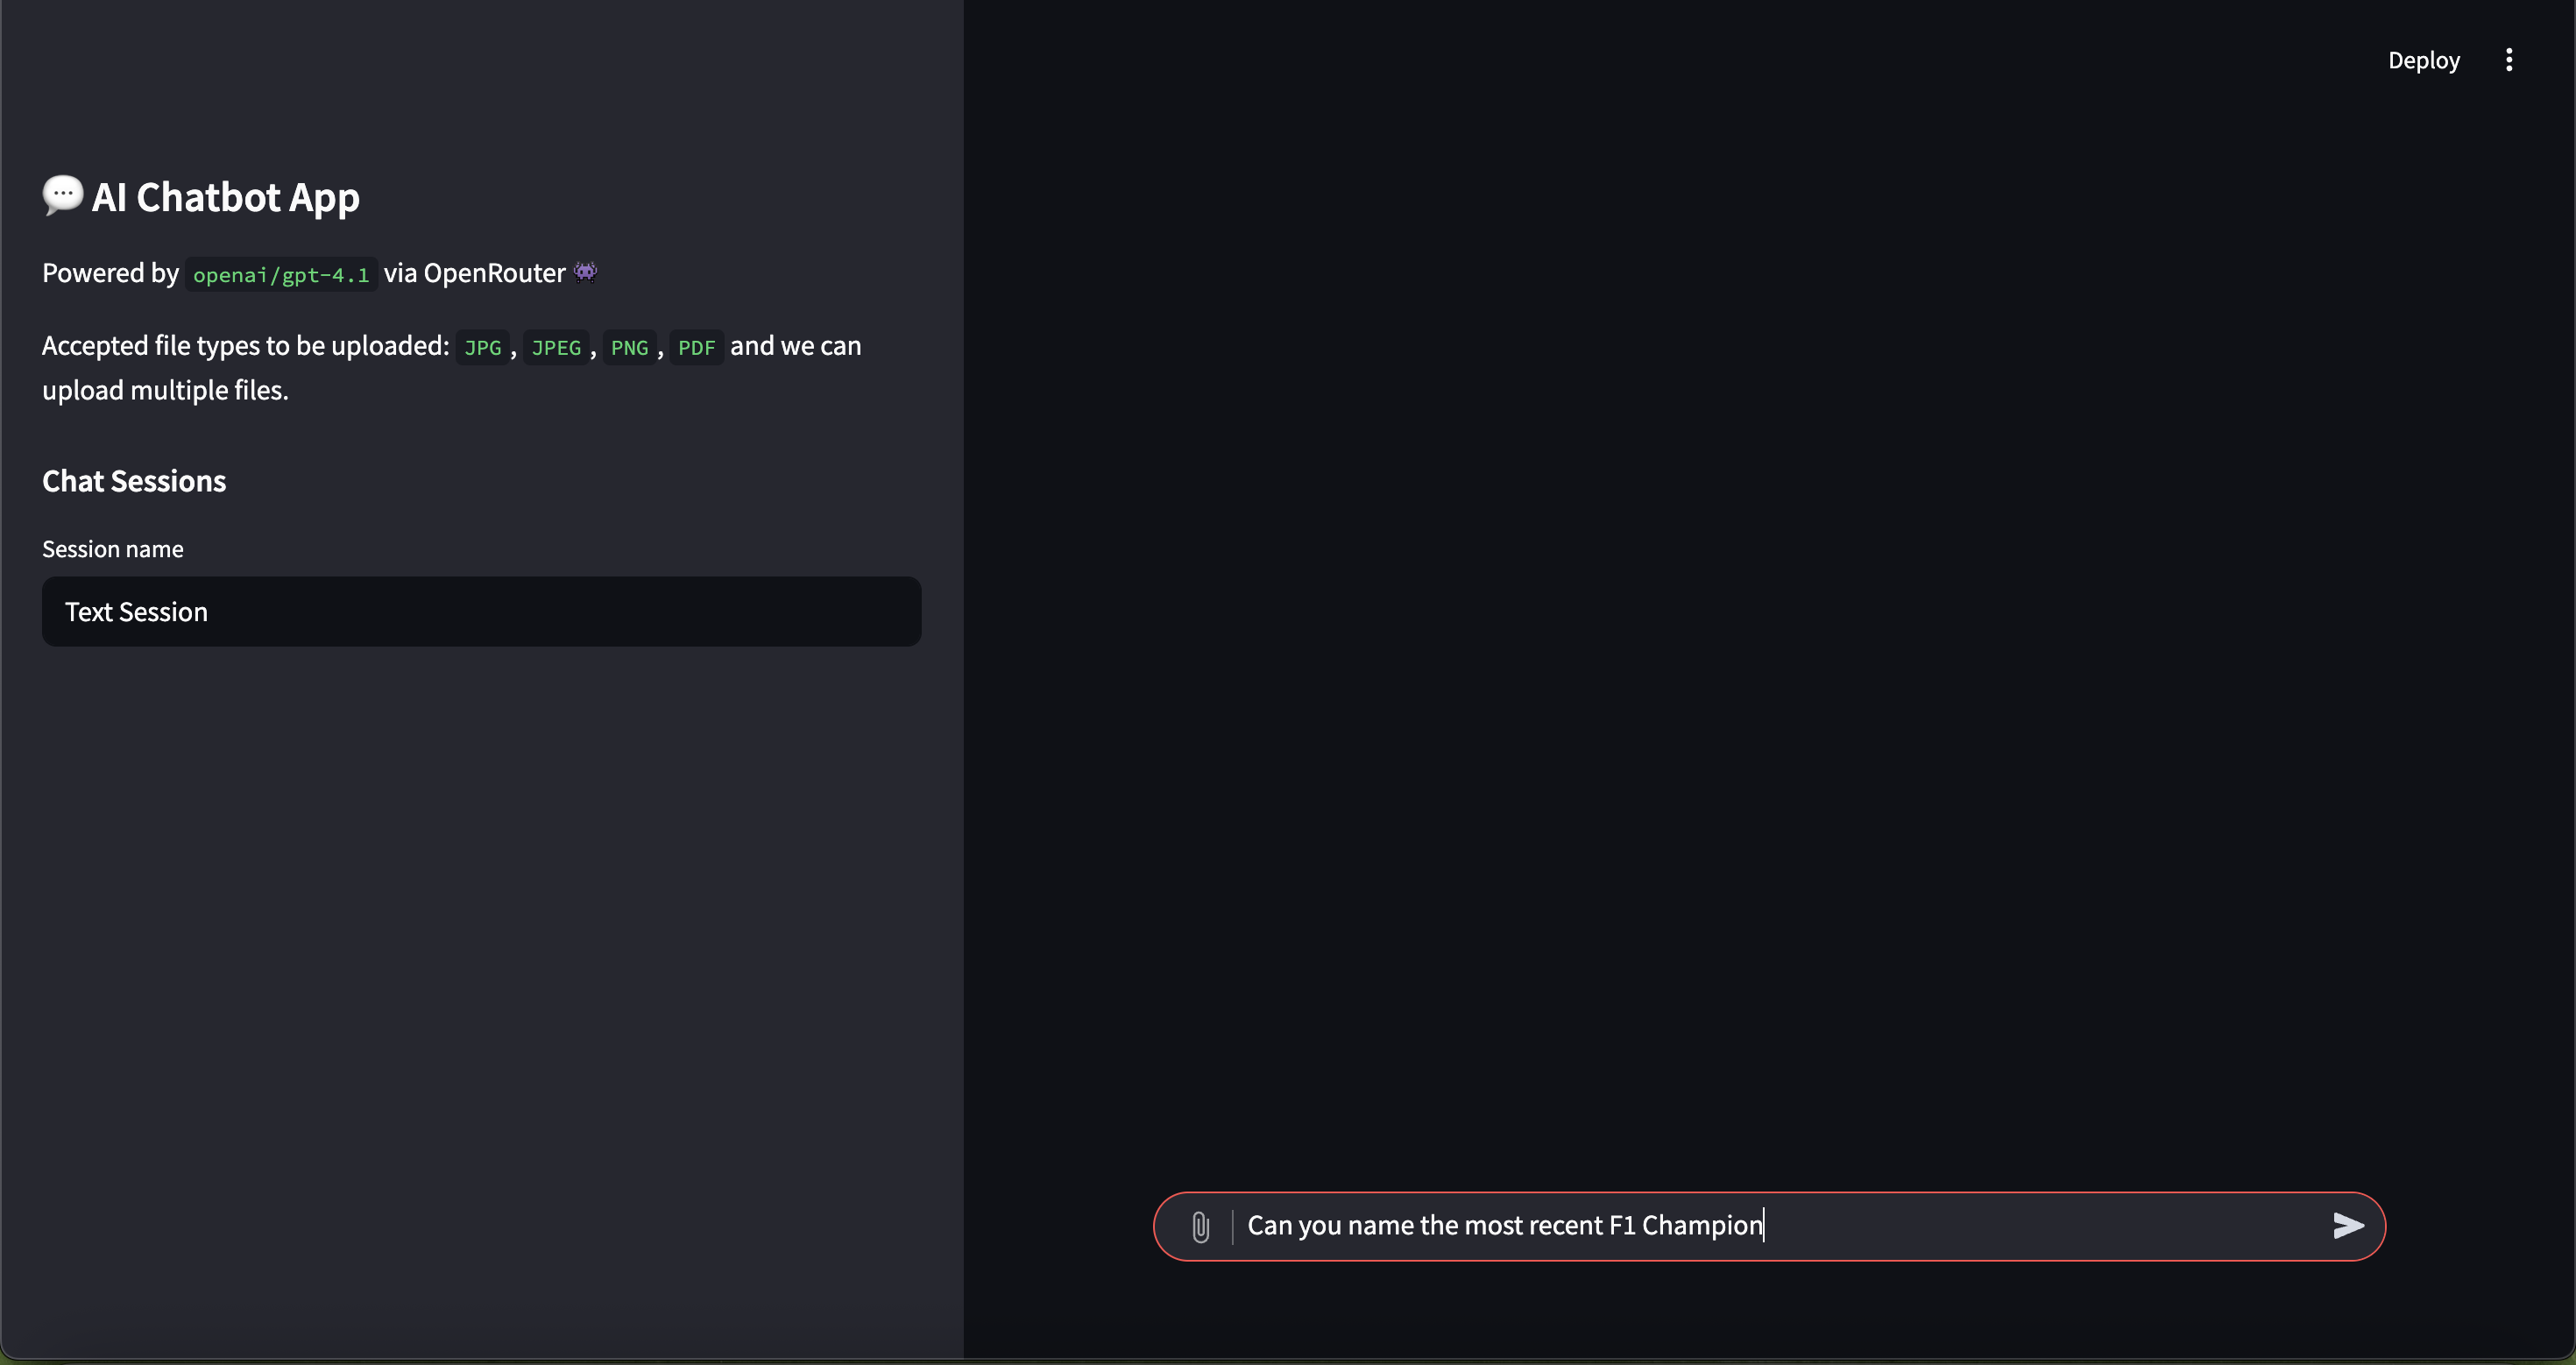 Deploy
AI Chatbot App
Powered by openai/gpt-4.1 via OpenRouter
Accepted file types to be uploaded: JPG, JPEG, PNG, PDF and we can
upload multiple files.
Chat Sessions
Session name
Text Session
Can you name the most recent F1 Champion